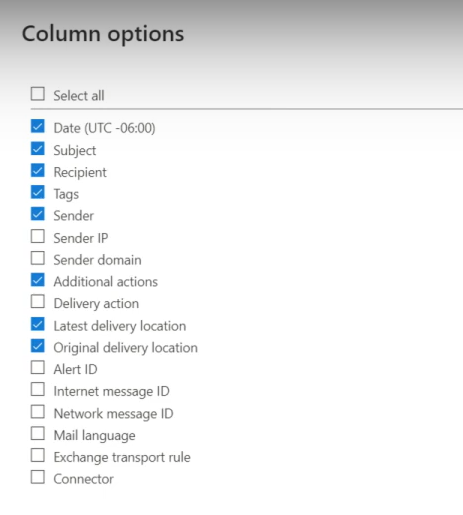 Column options
Select all
Date (UTC -06:00)
Subject
Recipient
Tags
Sender
Sender IP
Sender domain
Additional actions
Delivery action
Latest delivery location
Original delivery location
Alert ID
Internet message ID
Network message ID
Mail language
Exchange transport rule
Connector